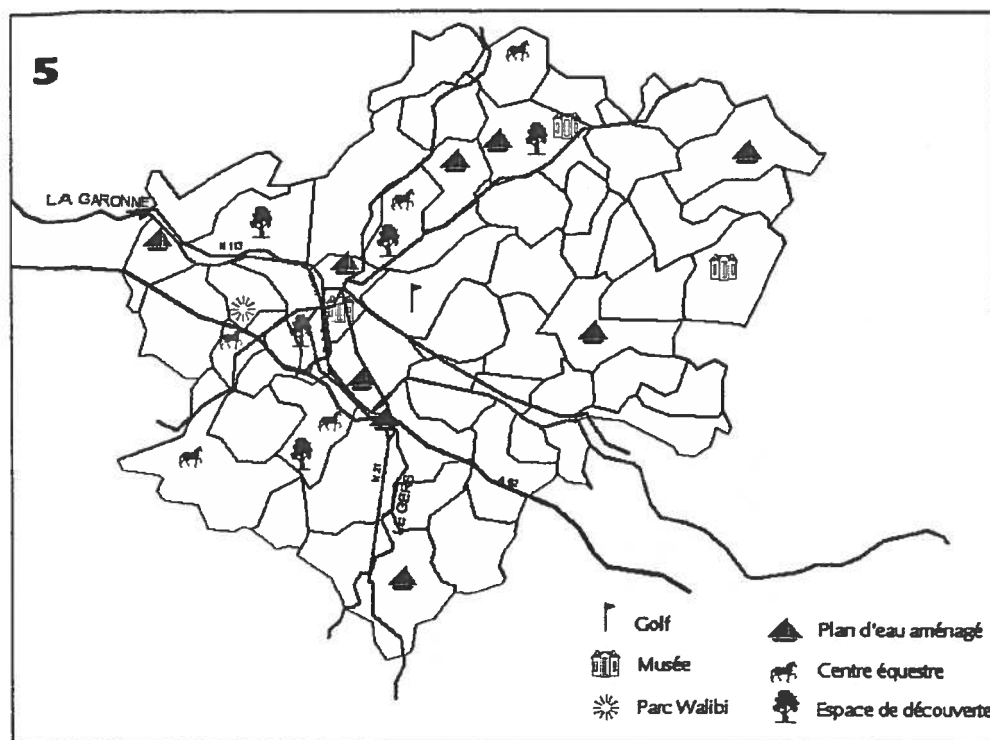 5
LA GARONNE
N 113
N 21
LE GERS
A 62
Golf
Musée
Parc Walibi
Plan d'eau aménagé
Centre équestre
Espace de découverte